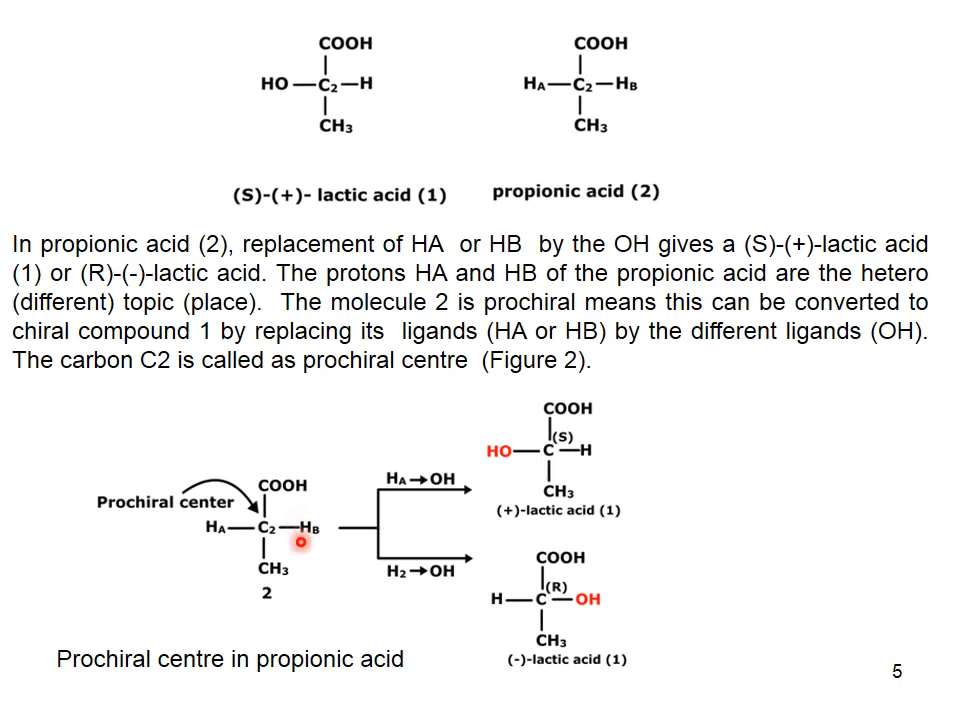 COOH COOH
HO—C2—H HA—C2—HB
CH3 CH3
(S)-(+)- lactic acid (1) propionic acid (2)
In propionic acid (2), replacement of HA or HB by the OH gives a (S)-(+)-lactic acid
(1) or (R)-(-)-lactic acid. The protons HA and HB of the propionic acid are the hetero
(different) topic (place). The molecule 2 is prochiral means this can be converted to
chiral compound 1 by replacing its ligands (HA or HB) by the different ligands (OH).
The carbon C2 is called as prochiral centre (Figure 2).
COOH
(S)
HO—C—H
CH3
(+)-lactic acid (1)
HA→OH
COOH
Prochiral center
HA—C2—HB
CH3
2
H2→OH
COOH
(R)
H—C—OH
CH3
(-)-lactic acid (1)
Prochiral centre in propionic acid
5